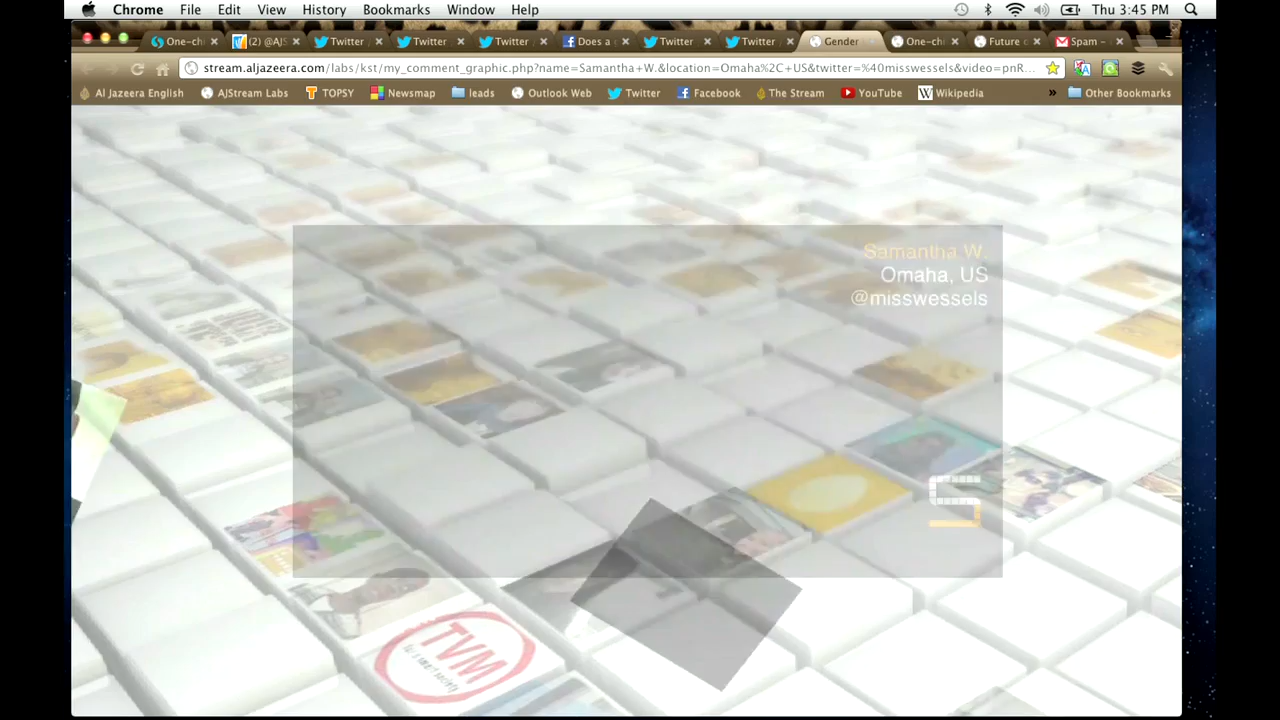 Chrome File Edit View History Bookmarks Window Help Thu 3:45 PM
One-ch (2) @AJS Twitter Twitter Twitter Does a Twitter Twitter Gender One-ch Future Spam –
stream.aljazeera.com/labs/kst/my_comment_graphic.php?name=Samantha+W.&location=Omaha%2C+US&twitter=%40misswessels&video=pnR...
Al Jazeera English AJStream Labs TOPSY Newsmap leads Outlook Web Twitter Facebook The Stream YouTube Wikipedia » Other Bookmarks
Samantha W.
Omaha, US
@misswessels
S
TVM